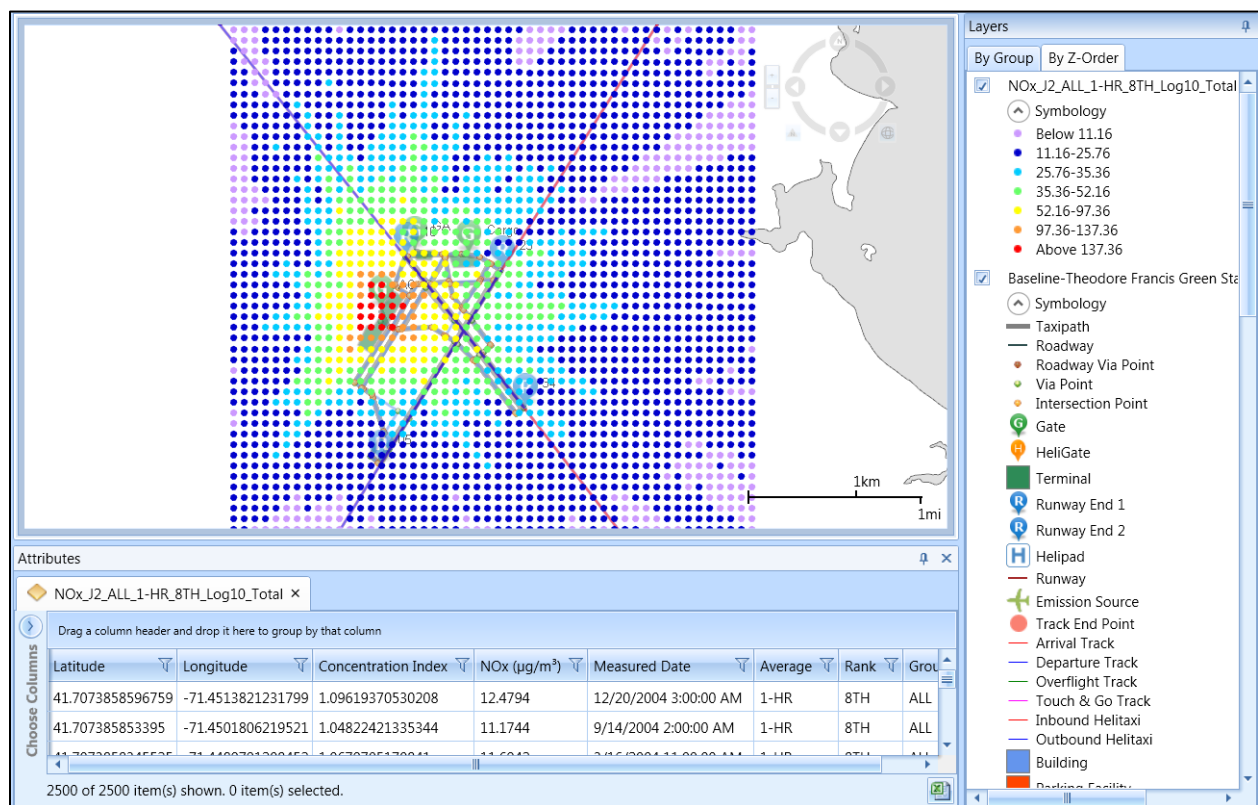 Layers
By Group
By Z-Order
NOx_J2_ALL_1-HR_8TH_Log10_Total
Symbology
Below 11.16
11.16-25.76
25.76-35.36
35.36-52.16
52.16-97.36
97.36-137.36
Above 137.36
Baseline-Theodore Francis Green Sta
Symbology
Taxipath
Roadway
Roadway Via Point
Via Point
Intersection Point
G Gate
H HeliGate
Terminal
R Runway End 1
R Runway End 2
H Helipad
Runway
Emission Source
Track End Point
Arrival Track
Departure Track
Overflight Track
Touch & Go Track
Inbound Helitaxi
Outbound Helitaxi
Building
Parking Facility
G
Cargo
23
34
05
1km
1mi
Attributes
NOx_J2_ALL_1-HR_8TH_Log10_Total
Choose Columns
Drag a column header and drop it here to group by that column
Latitude Longitude Concentration Index NOx (µg/m³) Measured Date Average Rank Grou
41.7073858596759 -71.4513821231799 1.09619370530208 12.4794 12/20/2004 3:00:00 AM 1-HR 8TH ALL
41.707385853395 -71.4501806219521 1.04822421335344 11.1744 9/14/2004 2:00:00 AM 1-HR 8TH ALL
2500 of 2500 item(s) shown. 0 item(s) selected.